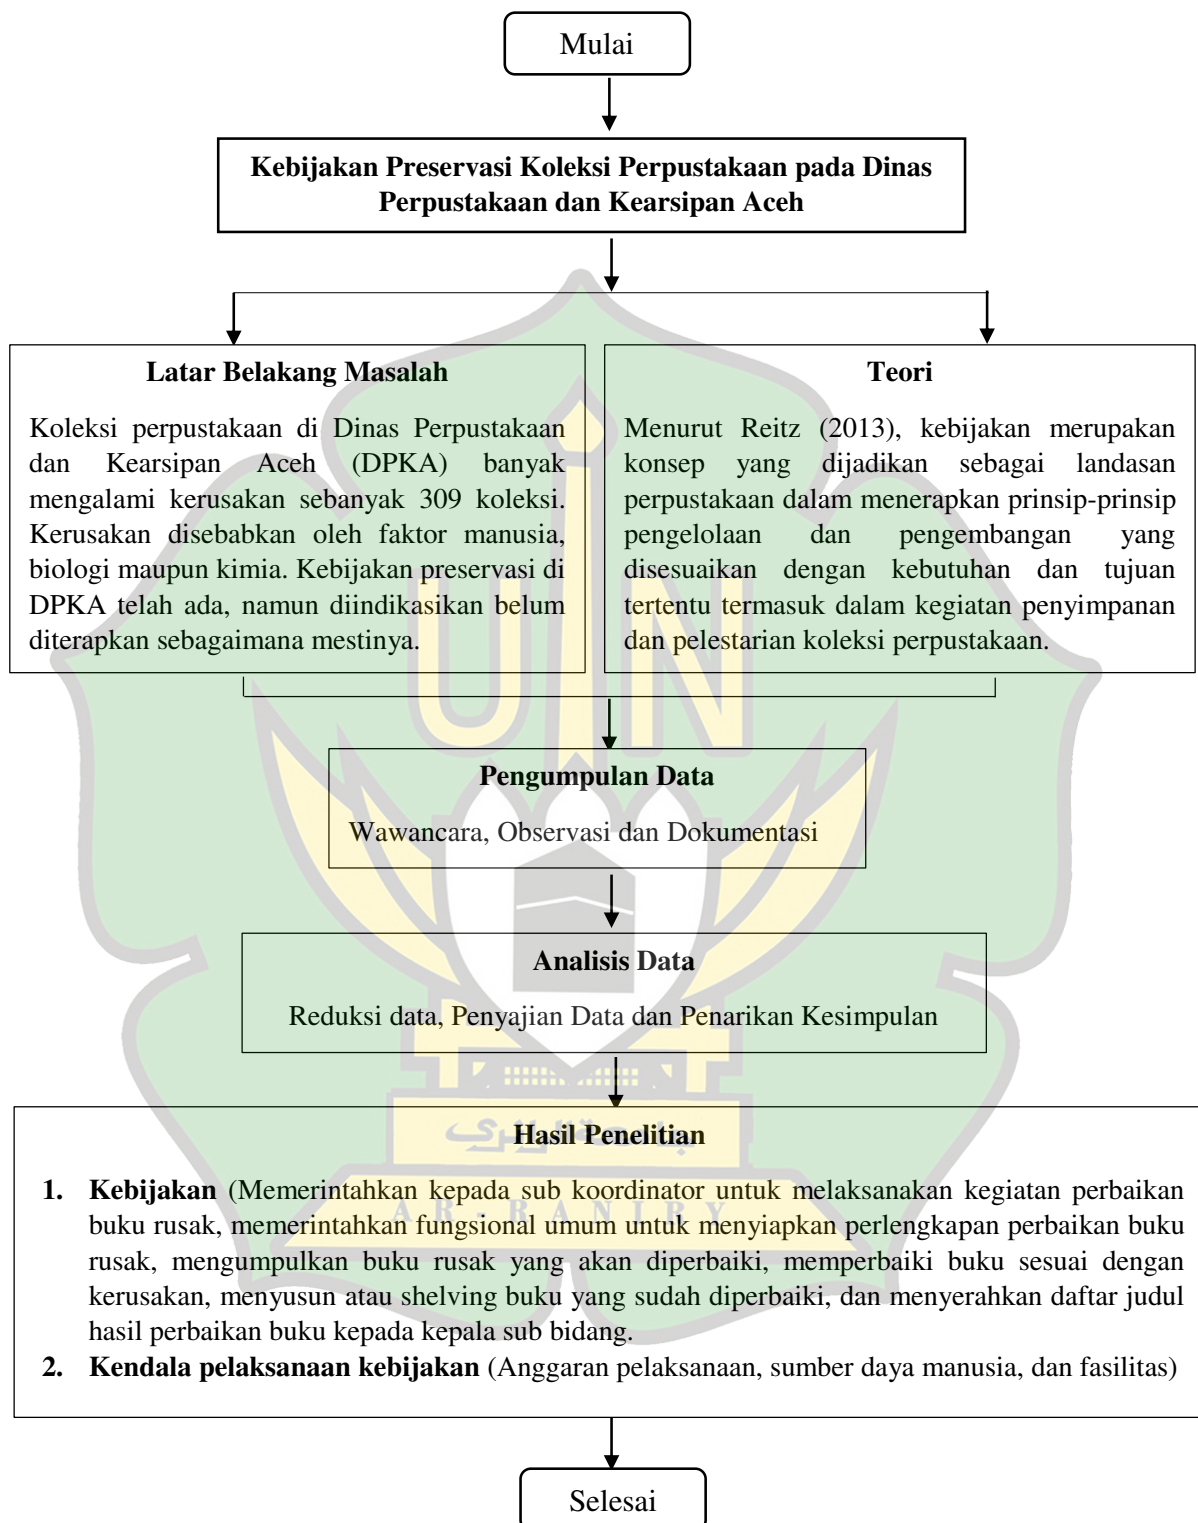 Mulai
Kebijakan Preservasi Koleksi Perpustakaan pada Dinas
Perpustakaan dan Kearsipan Aceh
Latar Belakang Masalah
Koleksi perpustakaan di Dinas Perpustakaan
dan Kearsipan Aceh (DPKA) banyak
mengalami kerusakan sebanyak 309 koleksi.
Kerusakan disebabkan oleh faktor manusia,
biologi maupun kimia. Kebijakan preservasi di
DPKA telah ada, namun diindikasikan belum
diterapkan sebagaimana mestinya.
Teori
Menurut Reitz (2013), kebijakan merupakan
konsep yang dijadikan sebagai landasan
perpustakaan dalam menerapkan prinsip-prinsip
pengelolaan dan pengembangan yang
disesuaikan dengan kebutuhan dan tujuan
tertentu termasuk dalam kegiatan penyimpanan
dan pelestarian koleksi perpustakaan.
UIN
Pengumpulan Data
Wawancara, Observasi dan Dokumentasi
Analisis Data
Reduksi data, Penyajian Data dan Penarikan Kesimpulan
جامعة الرانري
Hasil Penelitian
1. Kebijakan (Memerintahkan kepada sub koordinator untuk melaksanakan kegiatan perbaikan
buku rusak, memerintahkan fungsional umum untuk menyiapkan perlengkapan perbaikan buku
rusak, mengumpulkan buku rusak yang akan diperbaiki, memperbaiki buku sesuai dengan
kerusakan, menyusun atau shelving buku yang sudah diperbaiki, dan menyerahkan daftar judul
hasil perbaikan buku kepada kepala sub bidang.
AR-RANIRY
2. Kendala pelaksanaan kebijakan (Anggaran pelaksanaan, sumber daya manusia, dan fasilitas)
Selesai